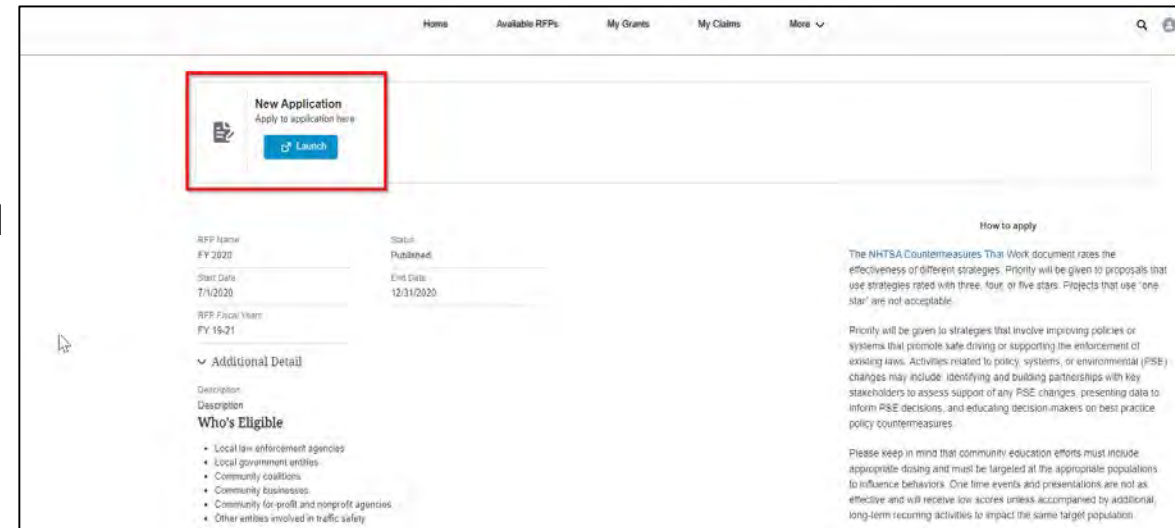 Home Available RFPs My Grants My Claims More
New Application
Apply to application here
Launch
RFP Name
FY 2020
Status
Published
Start Date
7/1/2020
End Date
12/31/2020
RFP Fiscal Years
FY 19-21
Additional Detail
Description
Description
Who's Eligible
• Local law enforcement agencies
• Local government entities
• Community coalitions
• Community businesses
• Community for-profit and nonprofit agencies
• Other entities involved in traffic safety
How to apply
The NHTSA Countermeasures That Work document rates the
effectiveness of different strategies. Priority will be given to proposals that
use strategies rated with three, four, or five stars. Projects that use "one
star" are not acceptable.
Priority will be given to strategies that involve improving policies or
systems that promote safe driving or supporting the enforcement of
existing laws. Activities related to policy, systems, or environmental (PSE)
changes may include: identifying and building partnerships with key
stakeholders to assess support of any PSE changes, presenting data to
inform PSE decisions, and educating decision-makers on best practice
policy countermeasures.
Please keep in mind that community education efforts must include
appropriate dosing and must be targeted at the appropriate populations
to influence behaviors. One time events and presentations are not as
effective and will receive low scores unless accompanied by additional,
long-term recurring activities to impact the same target population.